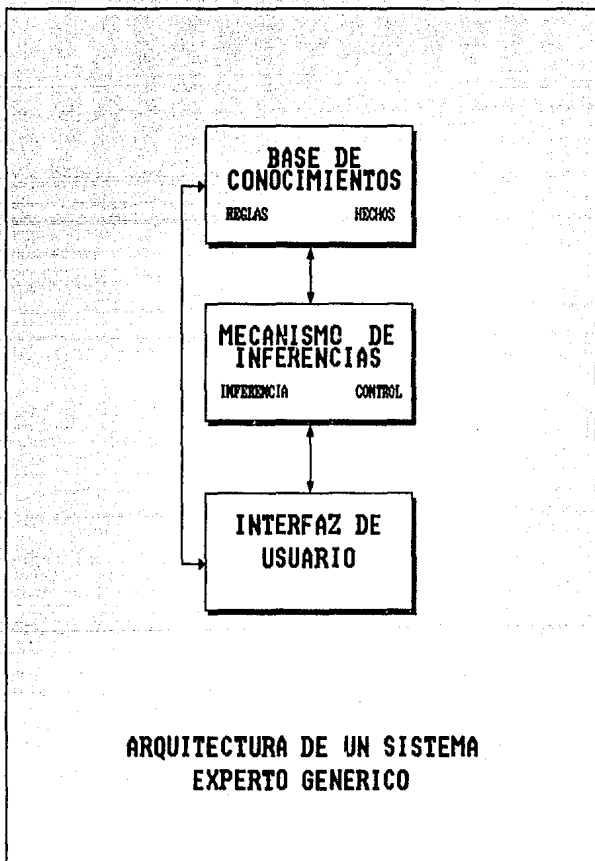 BASE DE
CONOCIMIENTOS
REGLAS HECHOS
MECANISMO DE
INFERENCIAS
INFERENCIA CONTROL
INTERFAZ DE
USUARIO
ARQUITECTURA DE UN SISTEMA
EXPERTO GENERICO